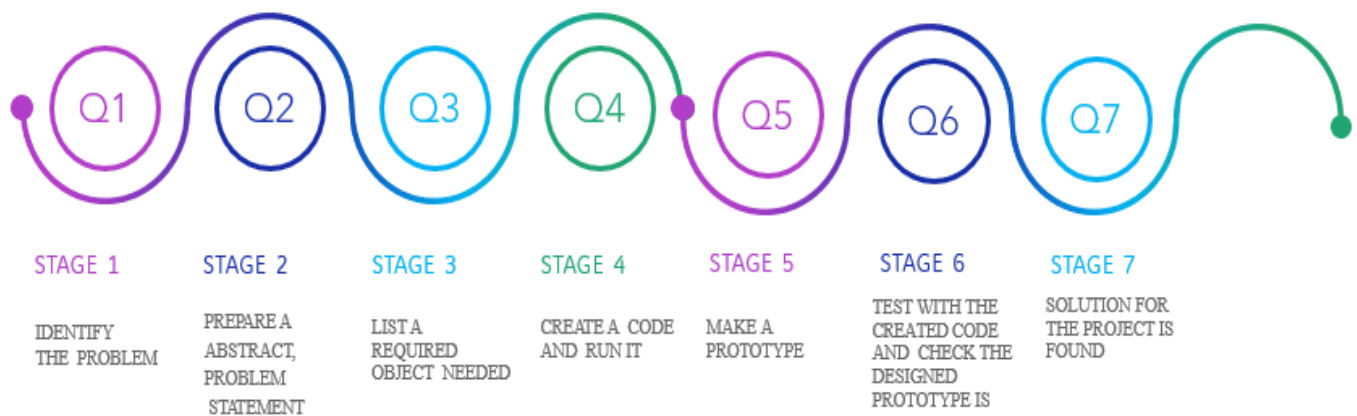 Q1
Q2
Q3
Q4
Q5
Q6
Q7
STAGE 1
STAGE 2
STAGE 3
STAGE 4
STAGE 5
STAGE 6
STAGE 7
IDENTIFY
THE PROBLEM
PREPARE A
ABSTRACT,
PROBLEM
STATEMENT
LIST A
REQUIRED
OBJECT NEEDED
CREATE A CODE
AND RUN IT
MAKE A
PROTOTYPE
TEST WITH THE
CREATED CODE
AND CHECK THE
DESIGNED
PROTOTYPE IS
SOLUTION FOR
THE PROJECT IS
FOUND